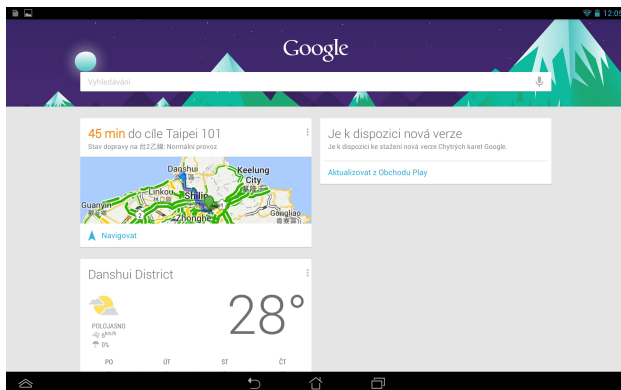 12:05
Google
Vyhledávání
45 min do cíle Taipei 101
Stav dopravy na 台2乙線: Normální provoz
Danshui
Keelung
City
Linkou
Shilin
Guanyin
Zhonghe
Gongliao
Navigovat
Je k dispozici nová verze
Je k dispozici ke stažení nová verze Chytrých karet Google.
Aktualizovat z Obchodu Play
Danshui District
28°
POLOJASNO
6km/h
0%
PO ÚT ST ČT